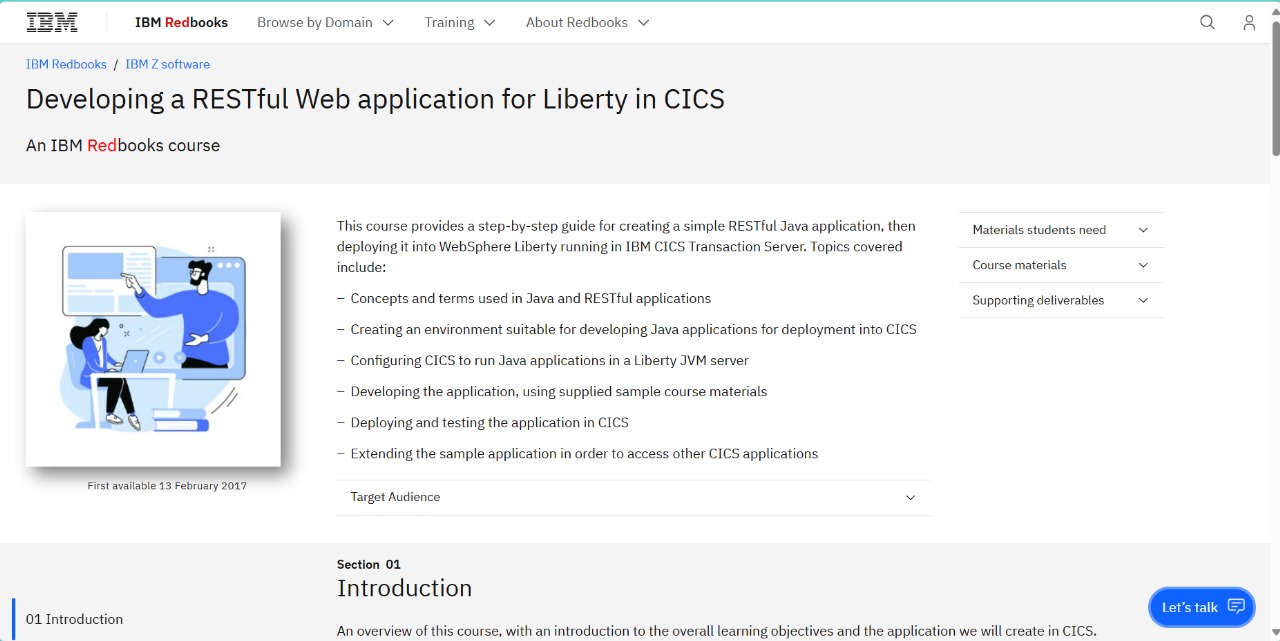 IBM
IBM Redbooks
Browse by Domain
Training
About Redbooks
IBM Redbooks / IBM Z software
Developing a RESTful Web application for Liberty in CICS
An IBM Redbooks course
First available 13 February 2017
This course provides a step-by-step guide for creating a simple RESTful Java application, then
deploying it into WebSphere Liberty running in IBM CICS Transaction Server. Topics covered
include:
– Concepts and terms used in Java and RESTful applications
– Creating an environment suitable for developing Java applications for deployment into CICS
– Configuring CICS to run Java applications in a Liberty JVM server
– Developing the application, using supplied sample course materials
– Deploying and testing the application in CICS
– Extending the sample application in order to access other CICS applications
Target Audience
Materials students need
Course materials
Supporting deliverables
01 Introduction
Section 01
Introduction
An overview of this course, with an introduction to the overall learning objectives and the application we will create in CICS.
Let's talk